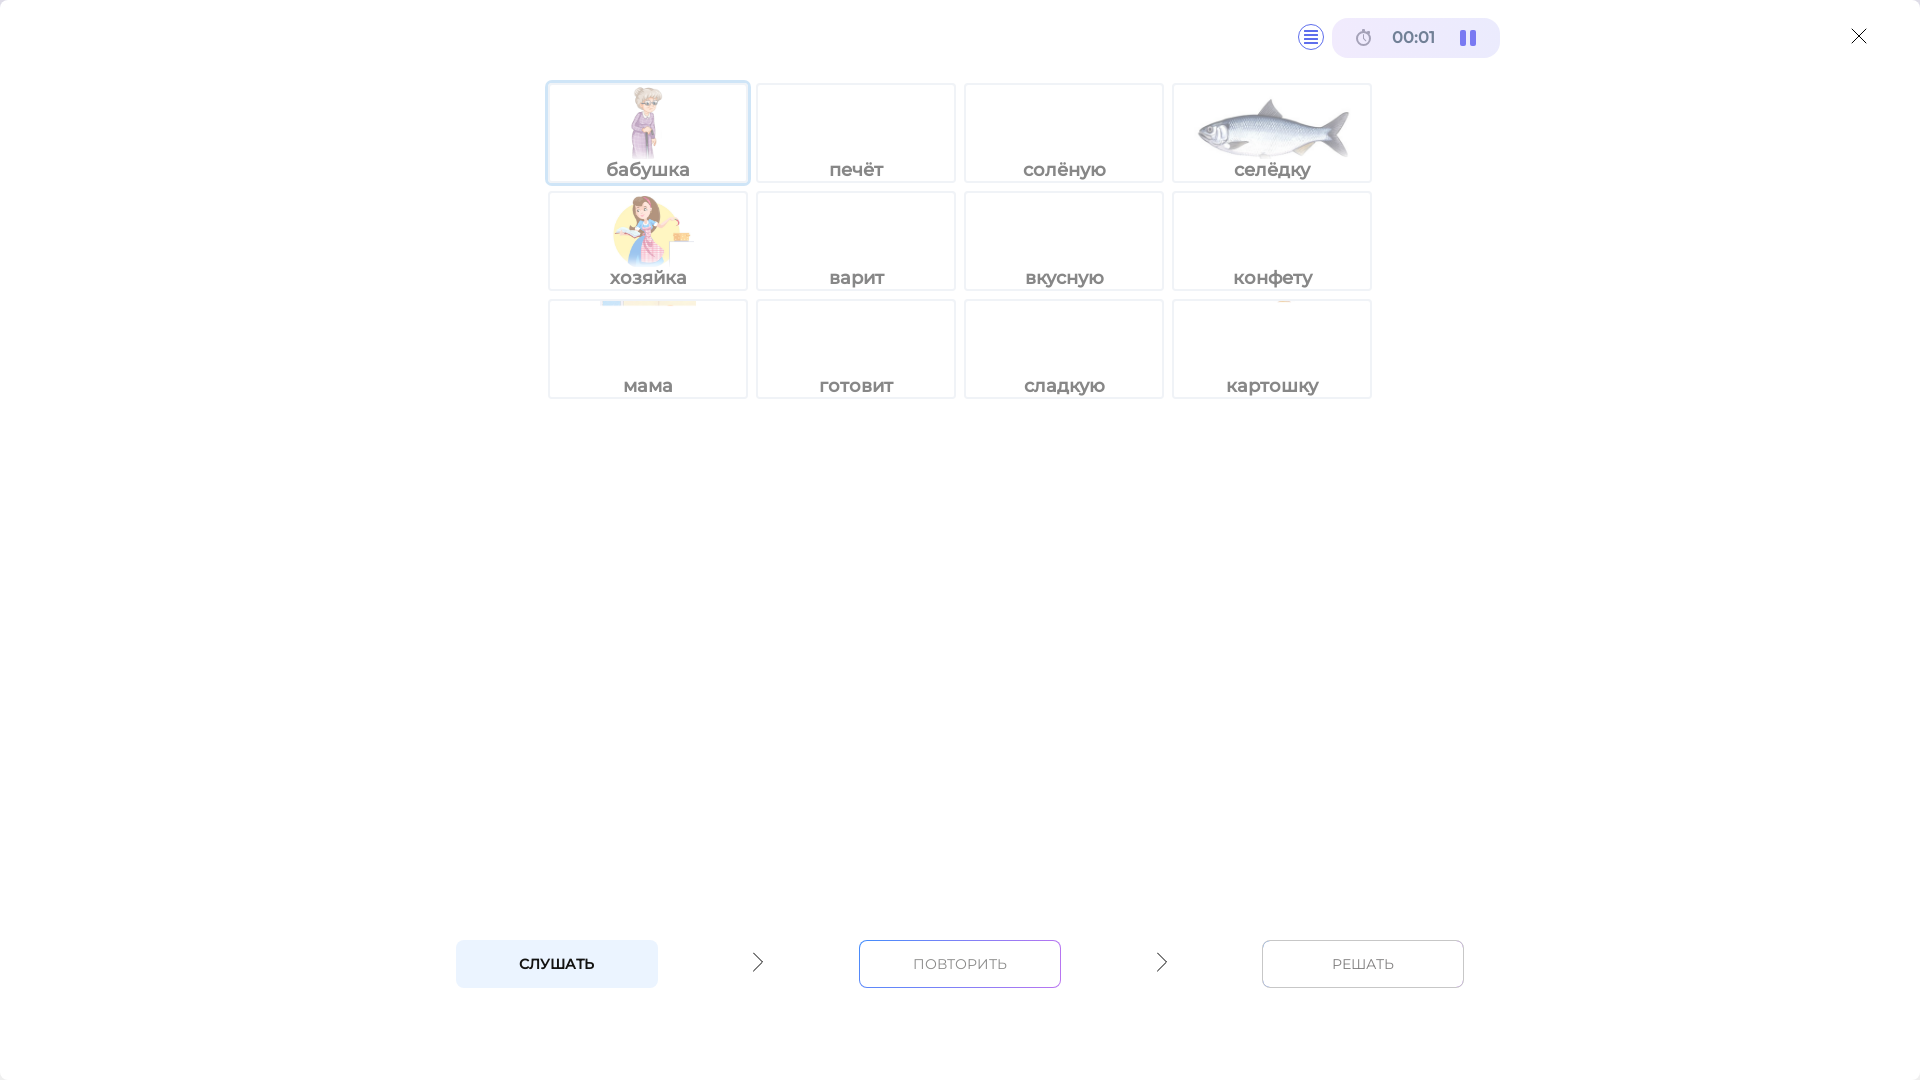 00:01
бабушка печёт солёную селёдку
хозяйка варит вкусную конфету
мама готовит сладкую картошку
СЛУШАТЬ ПОВТОРИТЬ РЕШАТЬ